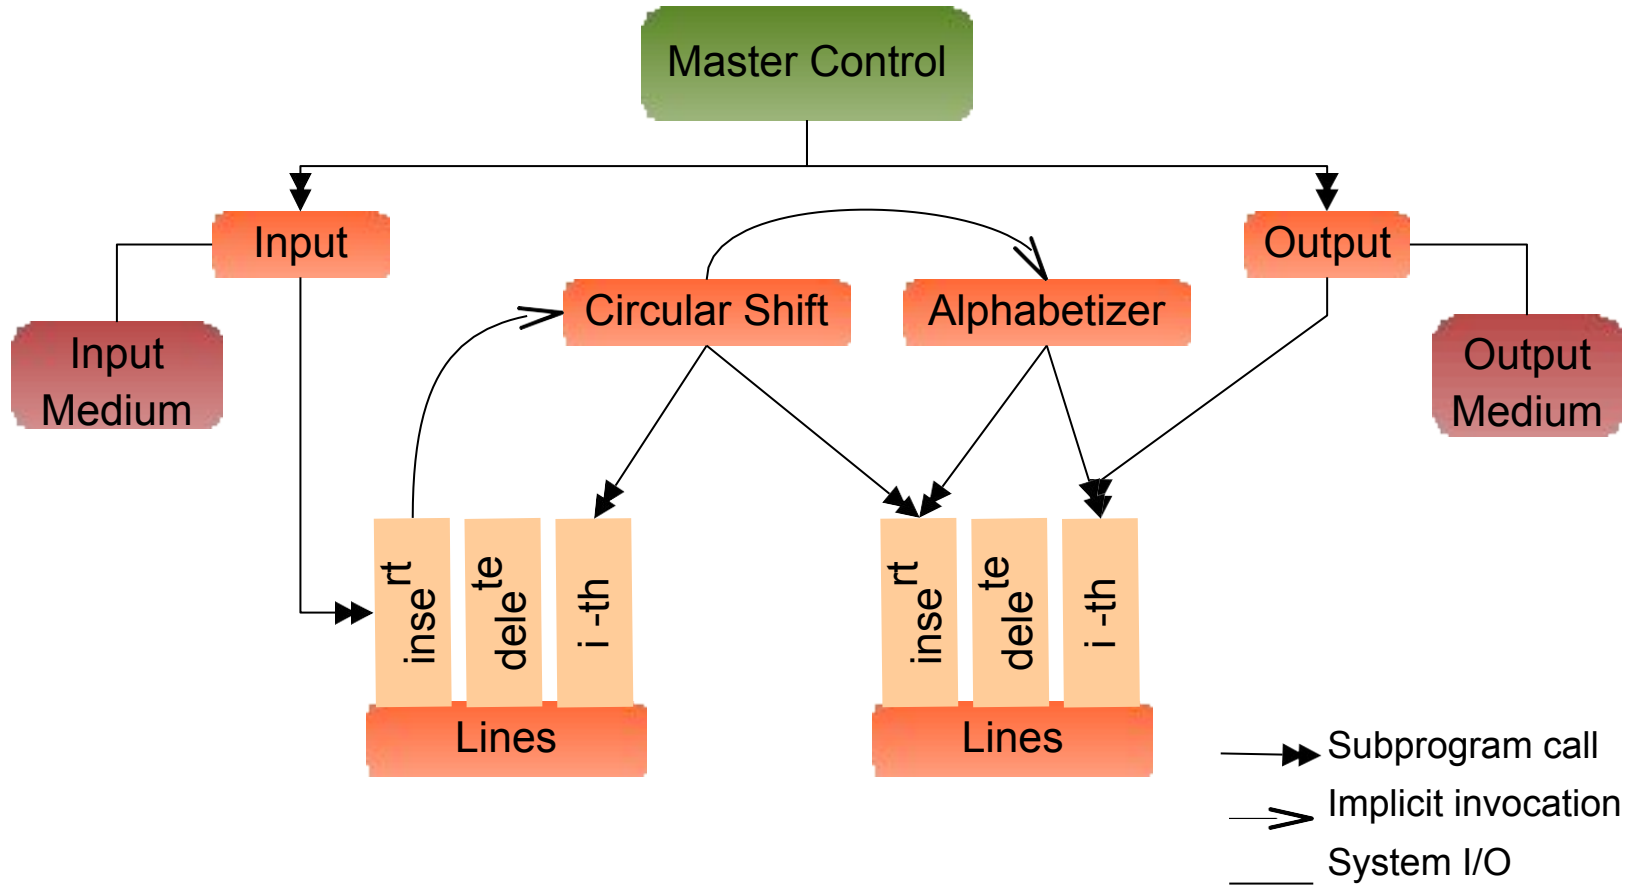 Master Control
Input
Output
Circular Shift
Alphabetizer
Input
Medium
Output
Medium
insert
delete
i -th
insert
delete
i -th
Lines
Lines
Subprogram call
Implicit invocation
System I/O